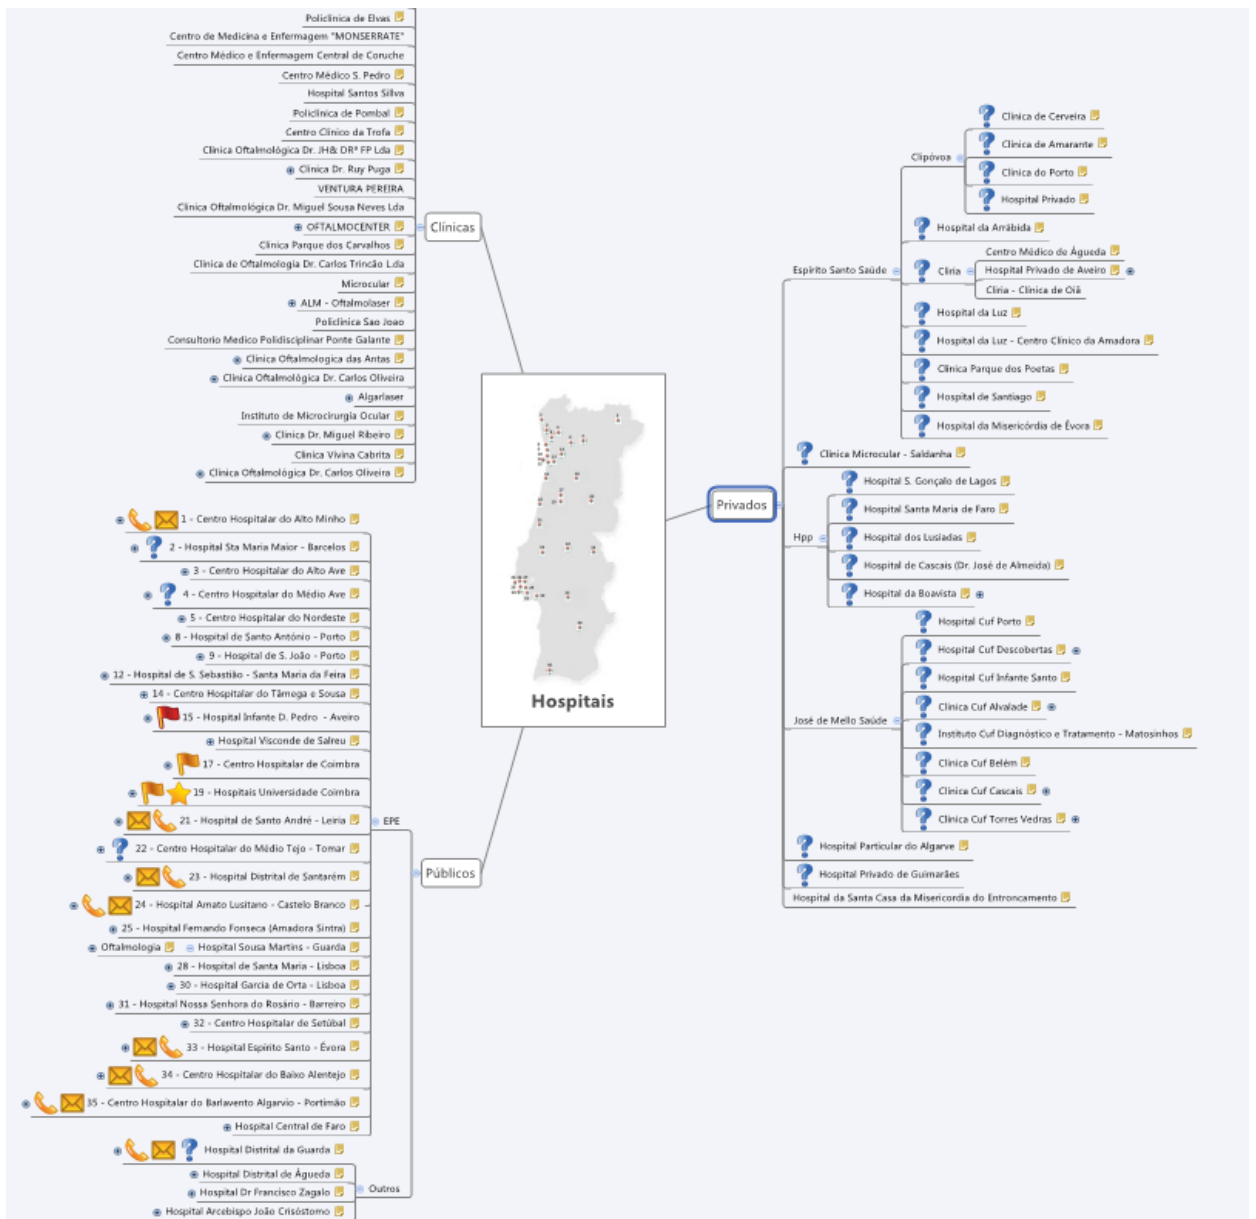 Policlínica de Elvas
Centro de Medicina e Enfermagem "MONSERRATE"
Centro Médico e Enfermagem Central de Coruche
Centro Médico S. Pedro
Hospital Santos Sillva
Policlínica de Pombal
Centro Clínico da Trofa
Clínica Oftalmológica Dr. JH& DRª FP Lda
Clínica Dr. Ruy Puga
VENTURA PEREIRA
Clínica Oftalmológica Dr. Miguel Sousa Neves Lda
OFTALMOCENTER
Clínica Parque dos Carvalhos
Clínica de Oftalmologia Dr. Carlos Trincão Lda
Microcular
ALM - Oftalmolaser
Policlínica Sao Joao
Consultorio Medico Polidisciplinar Ponte Galante
Clínica Oftalmologica das Antas
Clínica Oftalmológica Dr. Carlos Oliveira
Algarlaser
Instituto de Microcirurgia Ocular
Clinica Dr. Miguel Ribeiro
Clinica Vivina Cabrita
Clínica Oftalmológica Dr. Carlos Oliveira
Clínicas
1 - Centro Hospitalar do Alto Minho
2 - Hospital Sta Maria Maior - Barcelos
3 - Centro Hospitalar do Alto Ave
4 - Centro Hospitalar do Médio Ave
5 - Centro Hospitalar do Nordeste
8 - Hospital de Santo António - Porto
9 - Hospital de S. João - Porto
12 - Hospital de S. Sebastião - Santa Maria da Feira
14 - Centro Hospitalar do Tâmega e Sousa
15 - Hospital Infante D. Pedro - Aveiro
Hospital Visconde de Salreu
17 - Centro Hospitalar de Coimbra
19 - Hospitais Universidade Coimbra
21 - Hospital de Santo André - Leiria
22 - Centro Hospitalar do Médio Tejo - Tomar
23 - Hospital Distrital de Santarém
24 - Hospital Amato Lusitano - Castelo Branco
25 - Hospital Fernando Fonseca (Amadora Sintra)
Oftalmologia
Hospital Sousa Martins - Guarda
28 - Hospital de Santa Maria - Lisboa
30 - Hospital Garcia de Orta - Lisboa
31 - Hospital Nossa Senhora do Rosário - Barreiro
32 - Centro Hospitalar de Setúbal
33 - Hospital Espirito Santo - Évora
34 - Centro Hospitalar do Baixo Alentejo
35 - Centro Hospitalar do Barlavento Algarvio - Portimão
Hospital Central de Faro
EPE
Hospital Distrital da Guarda
Hospital Distrital de Águeda
Hospital Dr Francisco Zagalo
Hospital Arcebispo João Crisóstomo
Outros
Públicos
Hospitais
Privados
Espírito Santo Saúde
Clipóvoa
Clínica de Cerveira
Clínica de Amarante
Clínica do Porto
Hospital Privado
Hospital da Arrábida
Cliria
Centro Médico de Águeda
Hospital Privado de Aveiro
Cliria - Clínica de Oiã
Hospital da Luz
Hospital da Luz - Centro Clínico da Amadora
Clínica Parque dos Poetas
Hospital de Santiago
Hospital da Misericórdia de Évora
Clínica Microcular - Saldanha
Hpp
Hospital S. Gonçalo de Lagos
Hospital Santa Maria de Faro
Hospital dos Lusíadas
Hospital de Cascais (Dr. José de Almeida)
Hospital da Boavista
José de Mello Saúde
Hospital Cuf Porto
Hospital Cuf Descobertas
Hospital Cuf Infante Santo
Clínica Cuf Alvalade
Instituto Cuf Diagnóstico e Tratamento - Matosinhos
Clínica Cuf Belém
Clínica Cuf Cascais
Clínica Cuf Torres Vedras
Hospital Particular do Algarve
Hospital Privado de Guimarães
Hospital da Santa Casa da Misericordia do Entroncamento